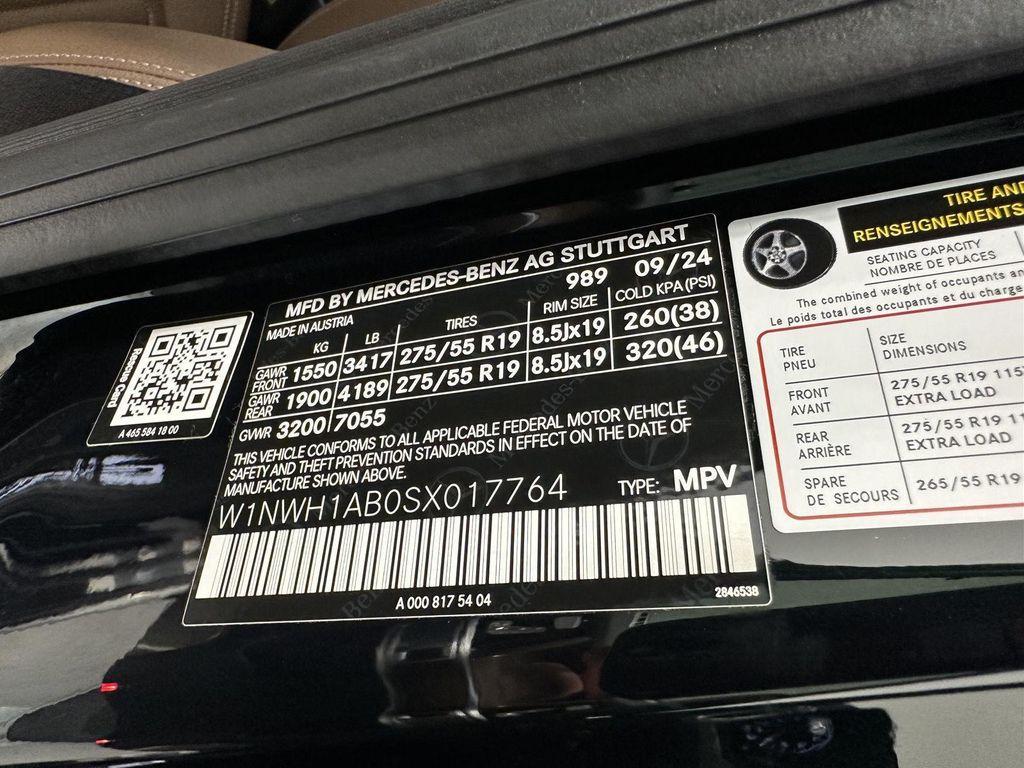 MFD BY MERCEDES-BENZ AG STUTTGART
MADE IN AUSTRIA 989 09/24
KG LB TIRES RIM SIZE COLD KPA (PSI)
GAWR FRONT 1550 3417 275/55 R19 8.5Jx19 260(38)
GAWR REAR 1900 4189 275/55 R19 8.5Jx19 320(46)
GVWR 3200 7055
THIS VEHICLE CONFORMS TO ALL APPLICABLE FEDERAL MOTOR VEHICLE
SAFETY AND THEFT PREVENTION STANDARDS IN EFFECT ON THE DATE OF
MANUFACTURE SHOWN ABOVE.
W1NWH1AB0SX017764 TYPE: MPV
A 000 817 54 04
2846538
Rescue Card
A 465 584 18 00
TIRE AND
RENSEIGNEMENTS
SEATING CAPACITY
NOMBRE DE PLACES
The combined weight of occupants an
Le poids total des occupants et du charge
TIRE
PNEU
SIZE
DIMENSIONS
FRONT
AVANT
275/55 R19 115
EXTRA LOAD
REAR
ARRIÈRE
275/55 R19 11
EXTRA LOAD
SPARE
DE SECOURS
265/55 R19